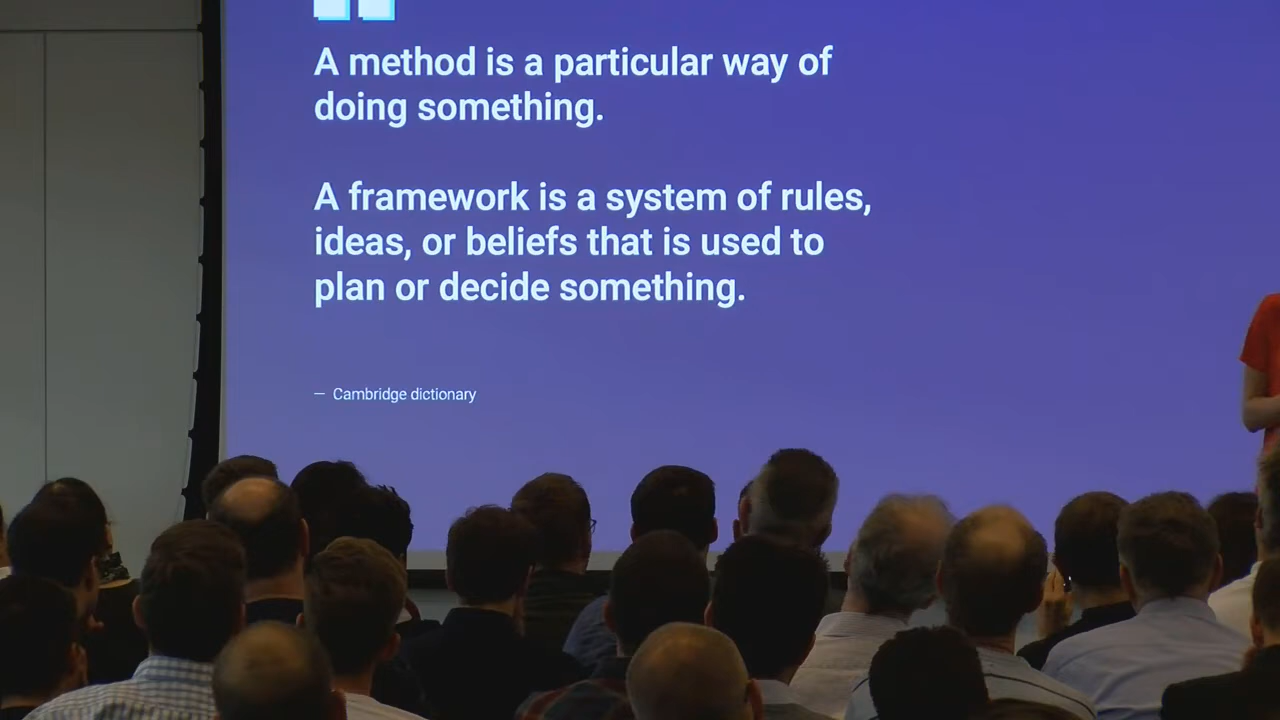 A method is a particular way of
doing something.
A framework is a system of rules,
ideas, or beliefs that is used to
plan or decide something.
— Cambridge dictionary